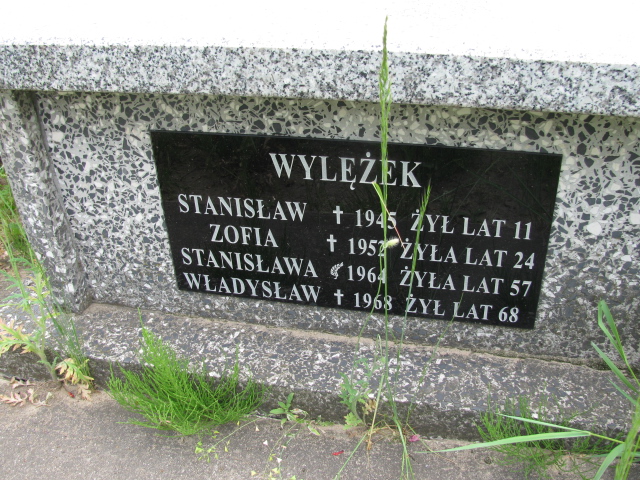 WYLĘŻEK
STANISŁAW † 1945 ŻYŁ LAT 11
ZOFIA † 1952 ŻYŁA LAT 24
STANISŁAWA † 1964 ŻYŁA LAT 57
WŁADYSŁAW † 1968 ŻYŁ LAT 68